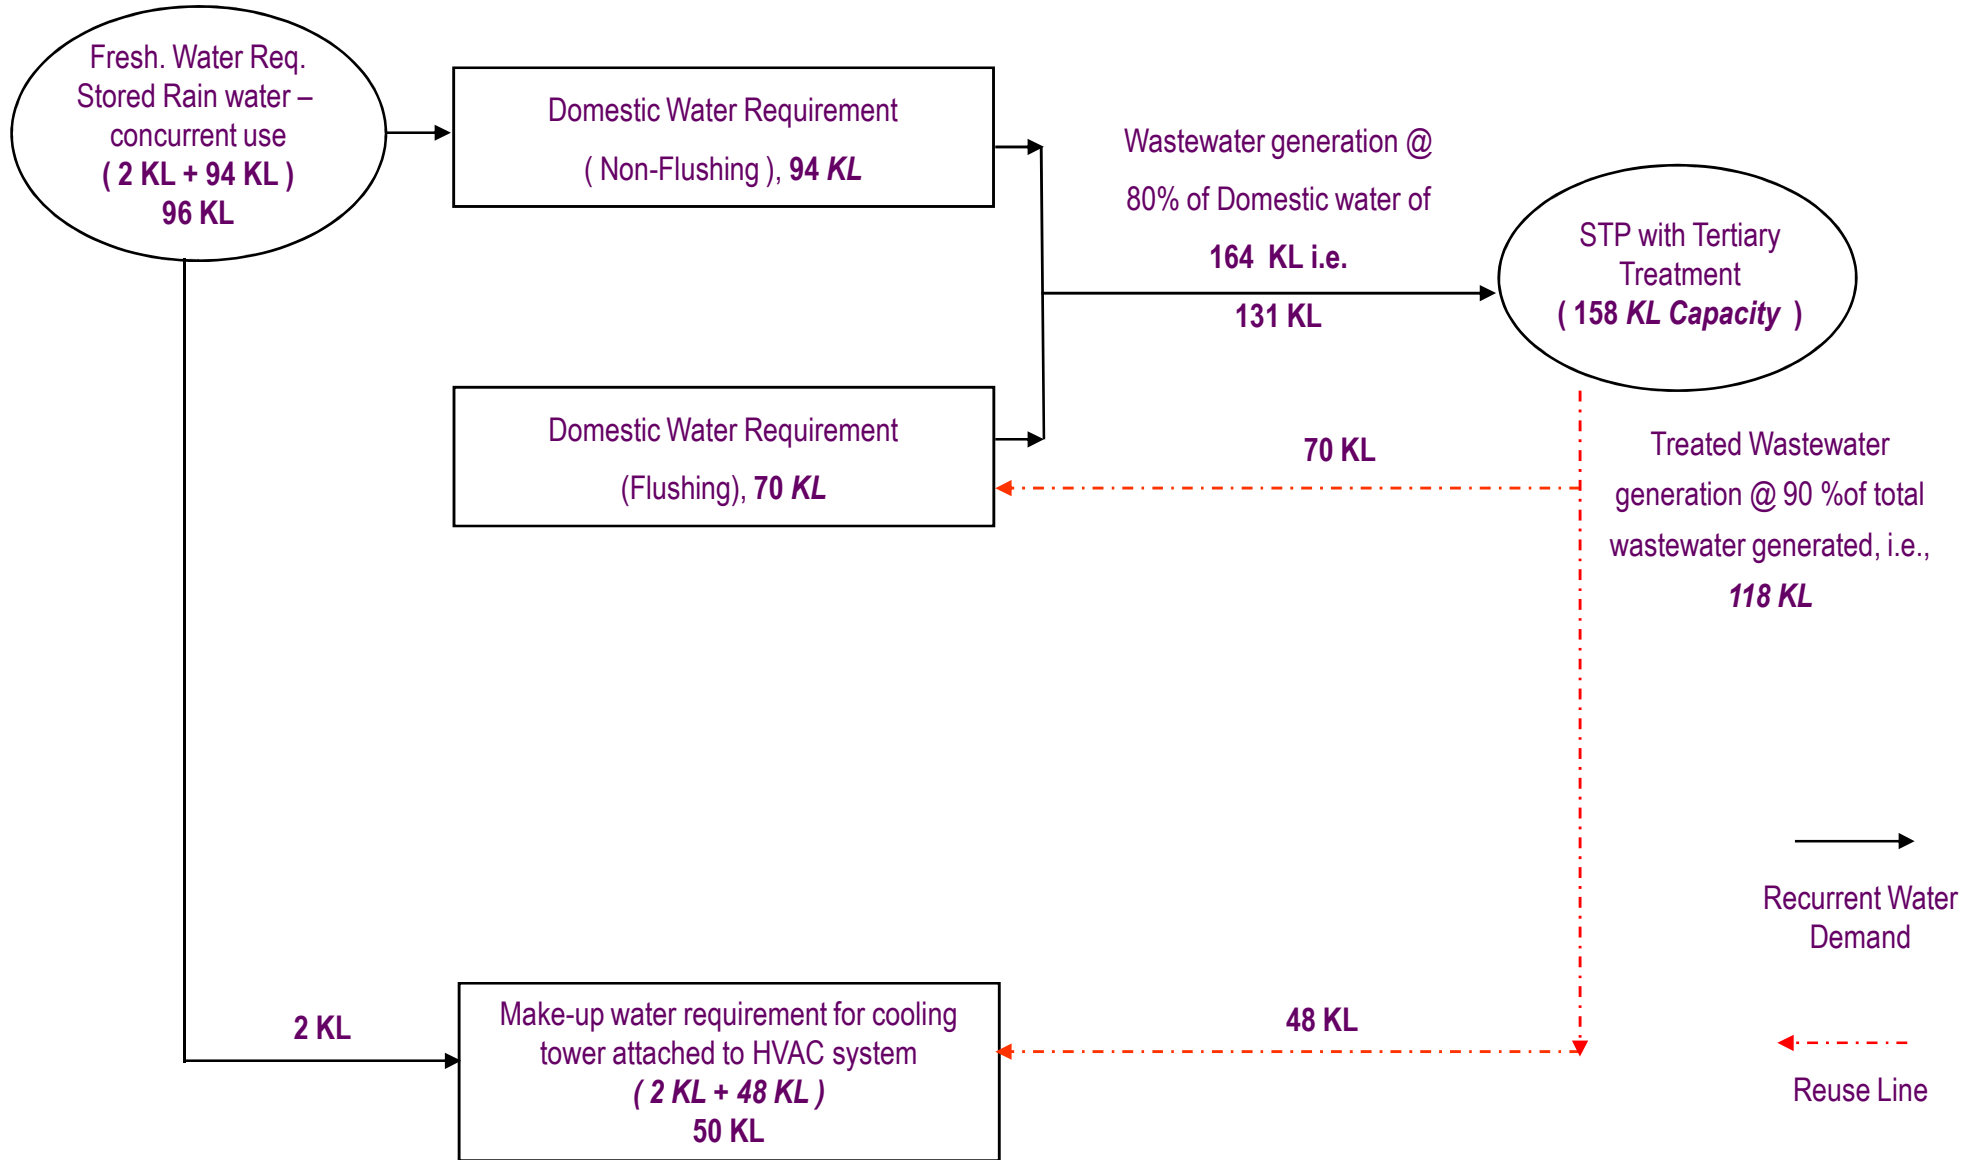 Fresh. Water Req.
Stored Rain water –
concurrent use
( 2 KL + 94 KL )
96 KL
Domestic Water Requirement
( Non-Flushing ), 94 KL
Wastewater generation @
80% of Domestic water of
164 KL i.e.
131 KL
STP with Tertiary
Treatment
( 158 KL Capacity )
Domestic Water Requirement
(Flushing), 70 KL
70 KL
Treated Wastewater
generation @ 90 %of total
wastewater generated, i.e.,
118 KL
Recurrent Water
Demand
2 KL
Make-up water requirement for cooling
tower attached to HVAC system
( 2 KL + 48 KL )
50 KL
48 KL
Reuse Line